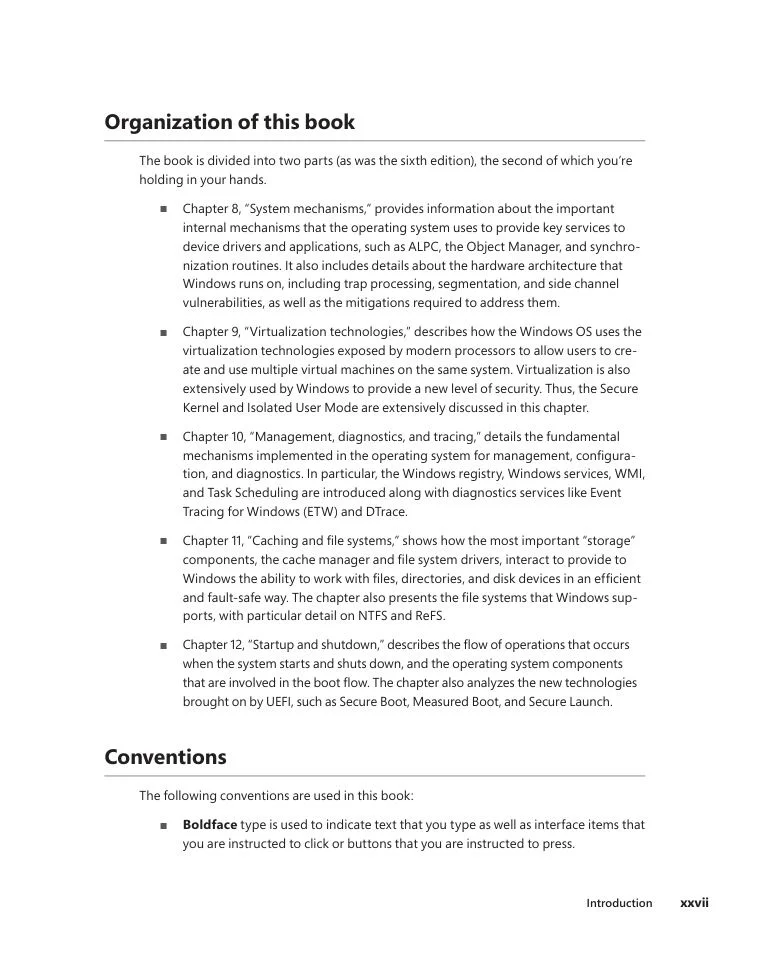 Organization of this book
The book is divided into two parts (as was the sixth edition), the second of which you’re
holding in your hands.
■ Chapter 8, “System mechanisms,” provides information about the important
internal mechanisms that the operating system uses to provide key services to
device drivers and applications, such as ALPC, the Object Manager, and synchro-
nization routines. It also includes details about the hardware architecture that
Windows runs on, including trap processing, segmentation, and side channel
vulnerabilities, as well as the mitigations required to address them.
■ Chapter 9, “Virtualization technologies,” describes how the Windows OS uses the
virtualization technologies exposed by modern processors to allow users to cre-
ate and use multiple virtual machines on the same system. Virtualization is also
extensively used by Windows to provide a new level of security. Thus, the Secure
Kernel and Isolated User Mode are extensively discussed in this chapter.
■ Chapter 10, “Management, diagnostics, and tracing,” details the fundamental
mechanisms implemented in the operating system for management, configura-
tion, and diagnostics. In particular, the Windows registry, Windows services, WMI,
and Task Scheduling are introduced along with diagnostics services like Event
Tracing for Windows (ETW) and DTrace.
■ Chapter 11, “Caching and file systems,” shows how the most important “storage”
components, the cache manager and file system drivers, interact to provide to
Windows the ability to work with files, directories, and disk devices in an efficient
and fault-safe way. The chapter also presents the file systems that Windows sup-
ports, with particular detail on NTFS and ReFS.
■ Chapter 12, “Startup and shutdown,” describes the flow of operations that occurs
when the system starts and shuts down, and the operating system components
that are involved in the boot flow. The chapter also analyzes the new technologies
brought on by UEFI, such as Secure Boot, Measured Boot, and Secure Launch.
Conventions
The following conventions are used in this book:
■ Boldface type is used to indicate text that you type as well as interface items that
you are instructed to click or buttons that you are instructed to press.
Introduction xxvii